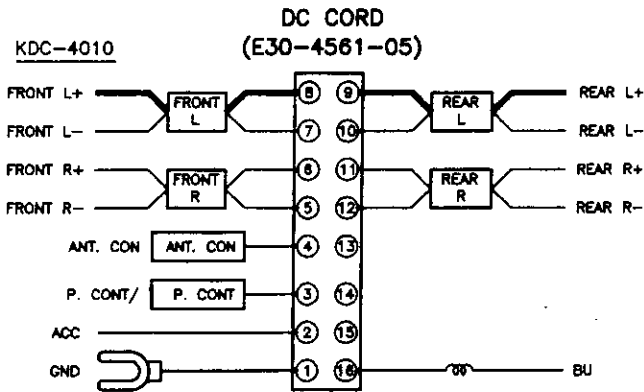 DC CORD
KDC-4010
(E30-4561-05)
FRONT L+
FRONT L
8
9
REAR L
REAR L+
FRONT L-
7
10
REAR L-
FRONT R+
FRONT R
6
11
REAR R
REAR R+
FRONT R-
5
12
REAR R-
ANT. CON
ANT. CON
4
13
P. CONT/
P. CONT
3
14
ACC
2
15
GND
1
16
BU